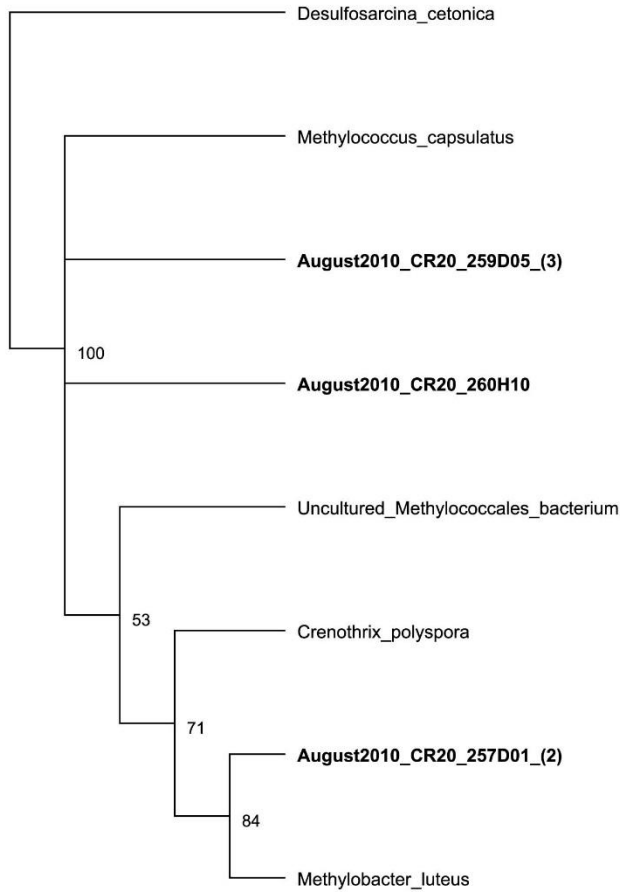 Desulfosarcina_cetonica
Methylococcus_capsulatus
August2010_CR20_259D05_(3)
100
August2010_CR20_260H10
Uncultured_Methylococcales_bacterium
53
Crenothrix_polyspora
71
August2010_CR20_257D01_(2)
84
Methylobacter_luteus